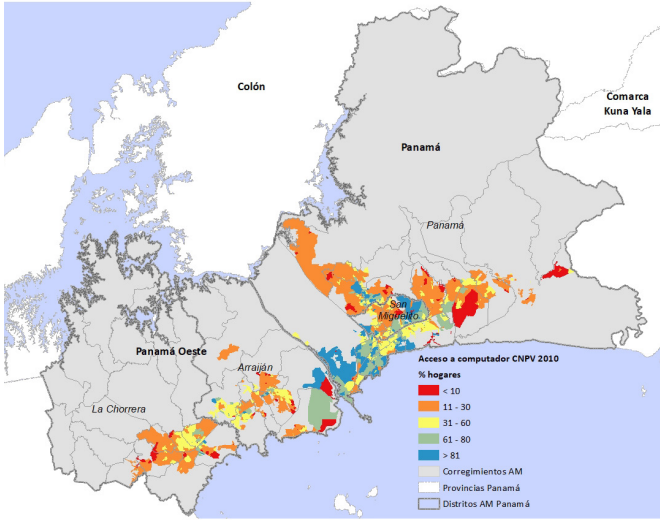 Colón
Comarca
Kuna Yala
Panamá
Panamá
San
Miguelito
Panamá Oeste
Arraiján
La Chorrera
Acceso a computador CNPV 2010
% hogares
< 10
11 - 30
31 - 60
61 - 80
> 81
Corregimientos AM
Provincias Panamá
Distritos AM Panamá